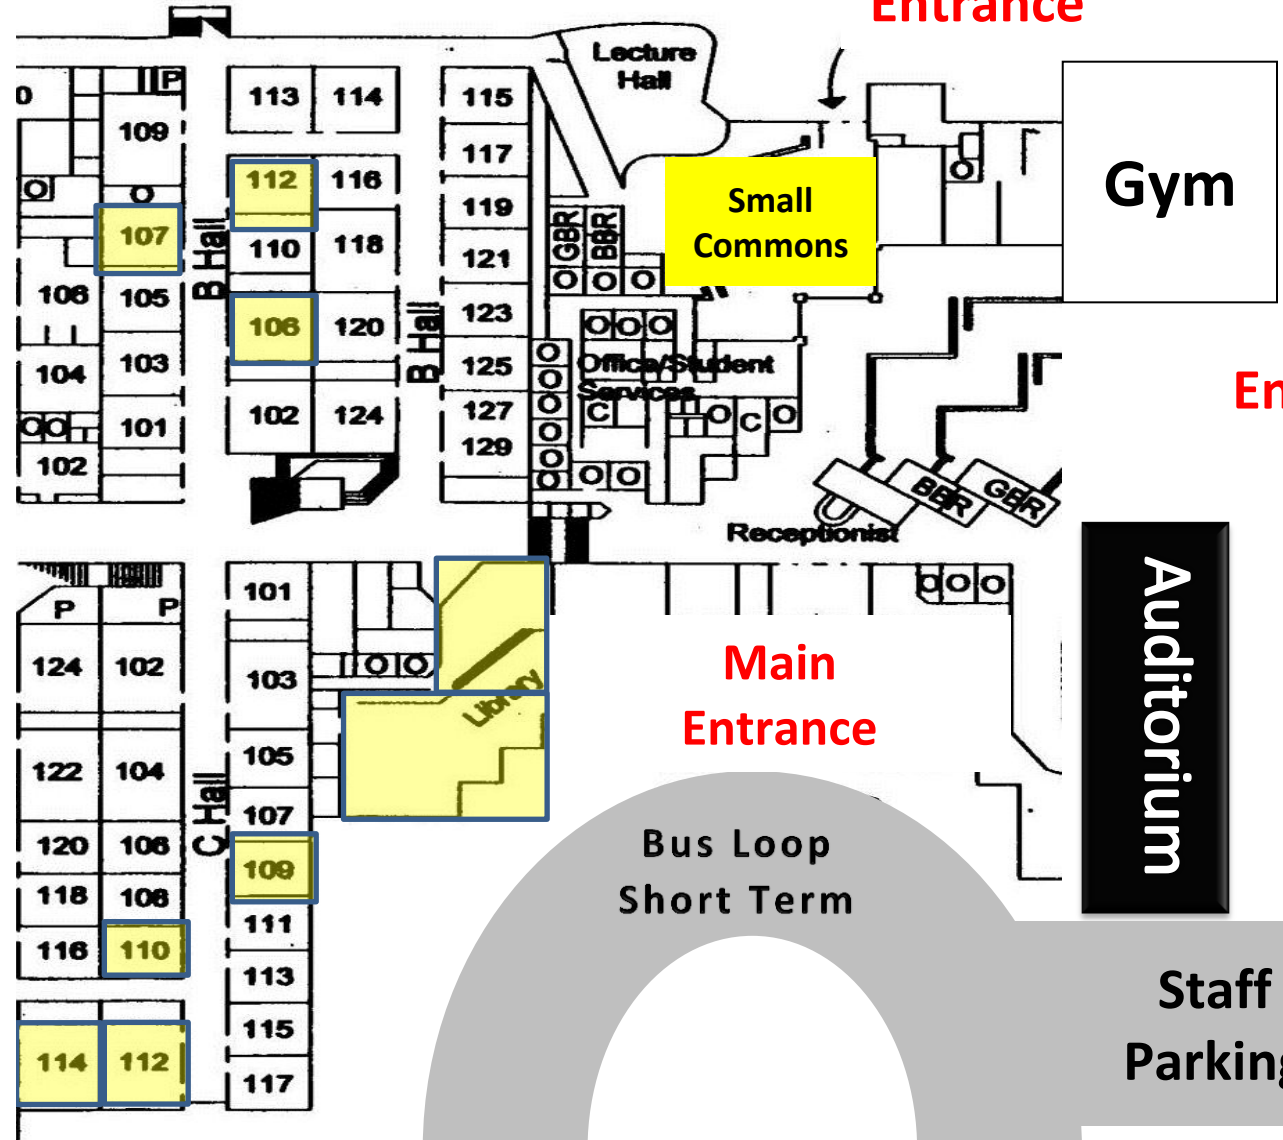 Entrance
Lecture
Hall
P
0
113
114
115
109
117
112
116
O
O
O
Small
Commons
Gym
119
107
B Hall
110
118
GBR
BBR
121
O
O
O
106
105
123
106
120
B Hall
O
O
O
103
125
O
Office/Student
Services
104
O
En
102
124
127
O
C
O
C
O
O
O
101
O
129
102
O
O
O
O
BBR
GBR
Receptionist
P
P
101
O
O
O
Auditorium
124
102
103
O
O
Library
Main
Entrance
122
104
105
C Hall
107
120
106
109
Bus Loop
Short Term
118
108
111
116
110
113
Staff
Parking
115
114
112
117